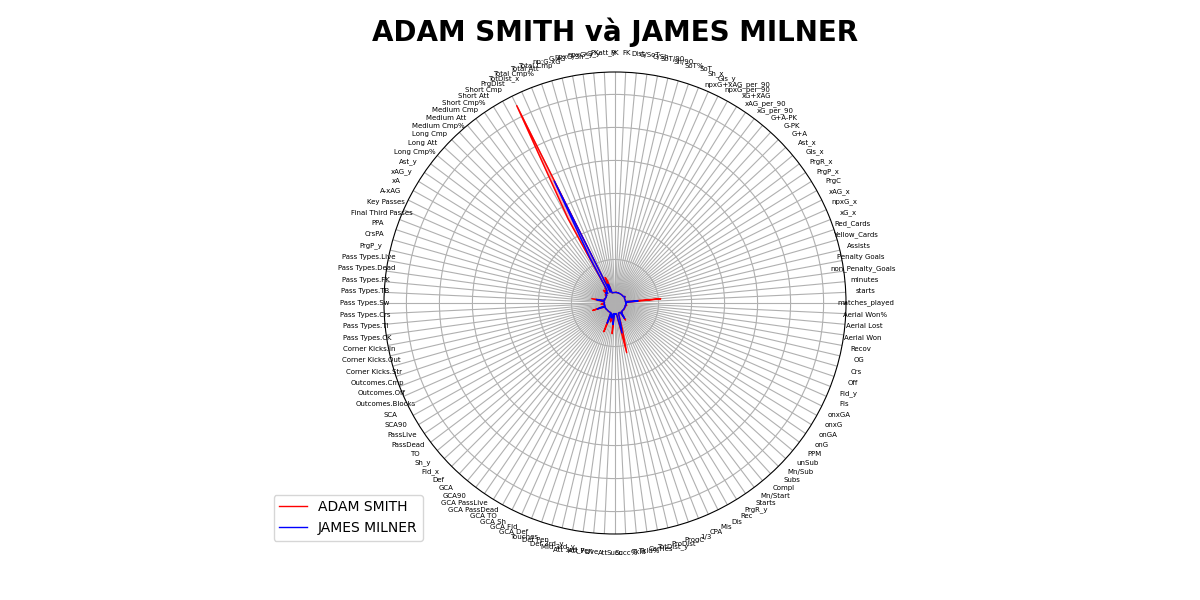 ADAM SMITH và JAMES MILNER
FK
Total Att
Total Cmp%
TotDist_x
PrgDist
Short Cmp
Short Att
Short Cmp%
Medium Cmp
Medium Att
Medium Cmp%
Long Cmp
Long Att
Long Cmp%
Ast_y
xAG_y
xA
A-xAG
Key Passes
Final Third Passes
PPA
CrsPA
PrgP_y
Pass Types.Live
Pass Types.Dead
Pass Types.FK
Pass Types.TB
Pass Types.Sw
Pass Types.Crs
Pass Types.TI
Pass Types.CK
Corner Kicks.In
Corner Kicks.Out
Corner Kicks.Str
Outcomes.Cmp
Outcomes.Off
Outcomes.Blocks
SCA
SCA90
PassLive
PassDead
TO
Sh_y
Fld_x
Def
GCA
GCA90
GCA PassLive
GCA PassDead
GCA TO
GCA Sh
GCA Fld
GCA Def
Touches
SoT
Sh_x
Gls_y
npxG+xAG_per_90
npxG_per_90
xG+xAG
xAG_per_90
xG_per_90
G+A-PK
G-PK
G+A
Ast_x
Gls_x
PrgR_x
PrgP_x
PrgC
xAG_x
npxG_x
xG_x
Red_Cards
Yellow_Cards
Assists
Penalty Goals
non_Penalty_Goals
minutes
starts
matches_played
Aerial Won%
Aerial Lost
Aerial Won
Recov
OG
Crs
Off
Fld_y
Fls
onxGA
onxG
onGA
onG
PPM
unSub
Mn/Sub
Subs
Compl
Mn/Start
Starts
PrgR_y
Rec
Dis
Mis
CPA
1/3
ProgC
ADAM SMITH
JAMES MILNER